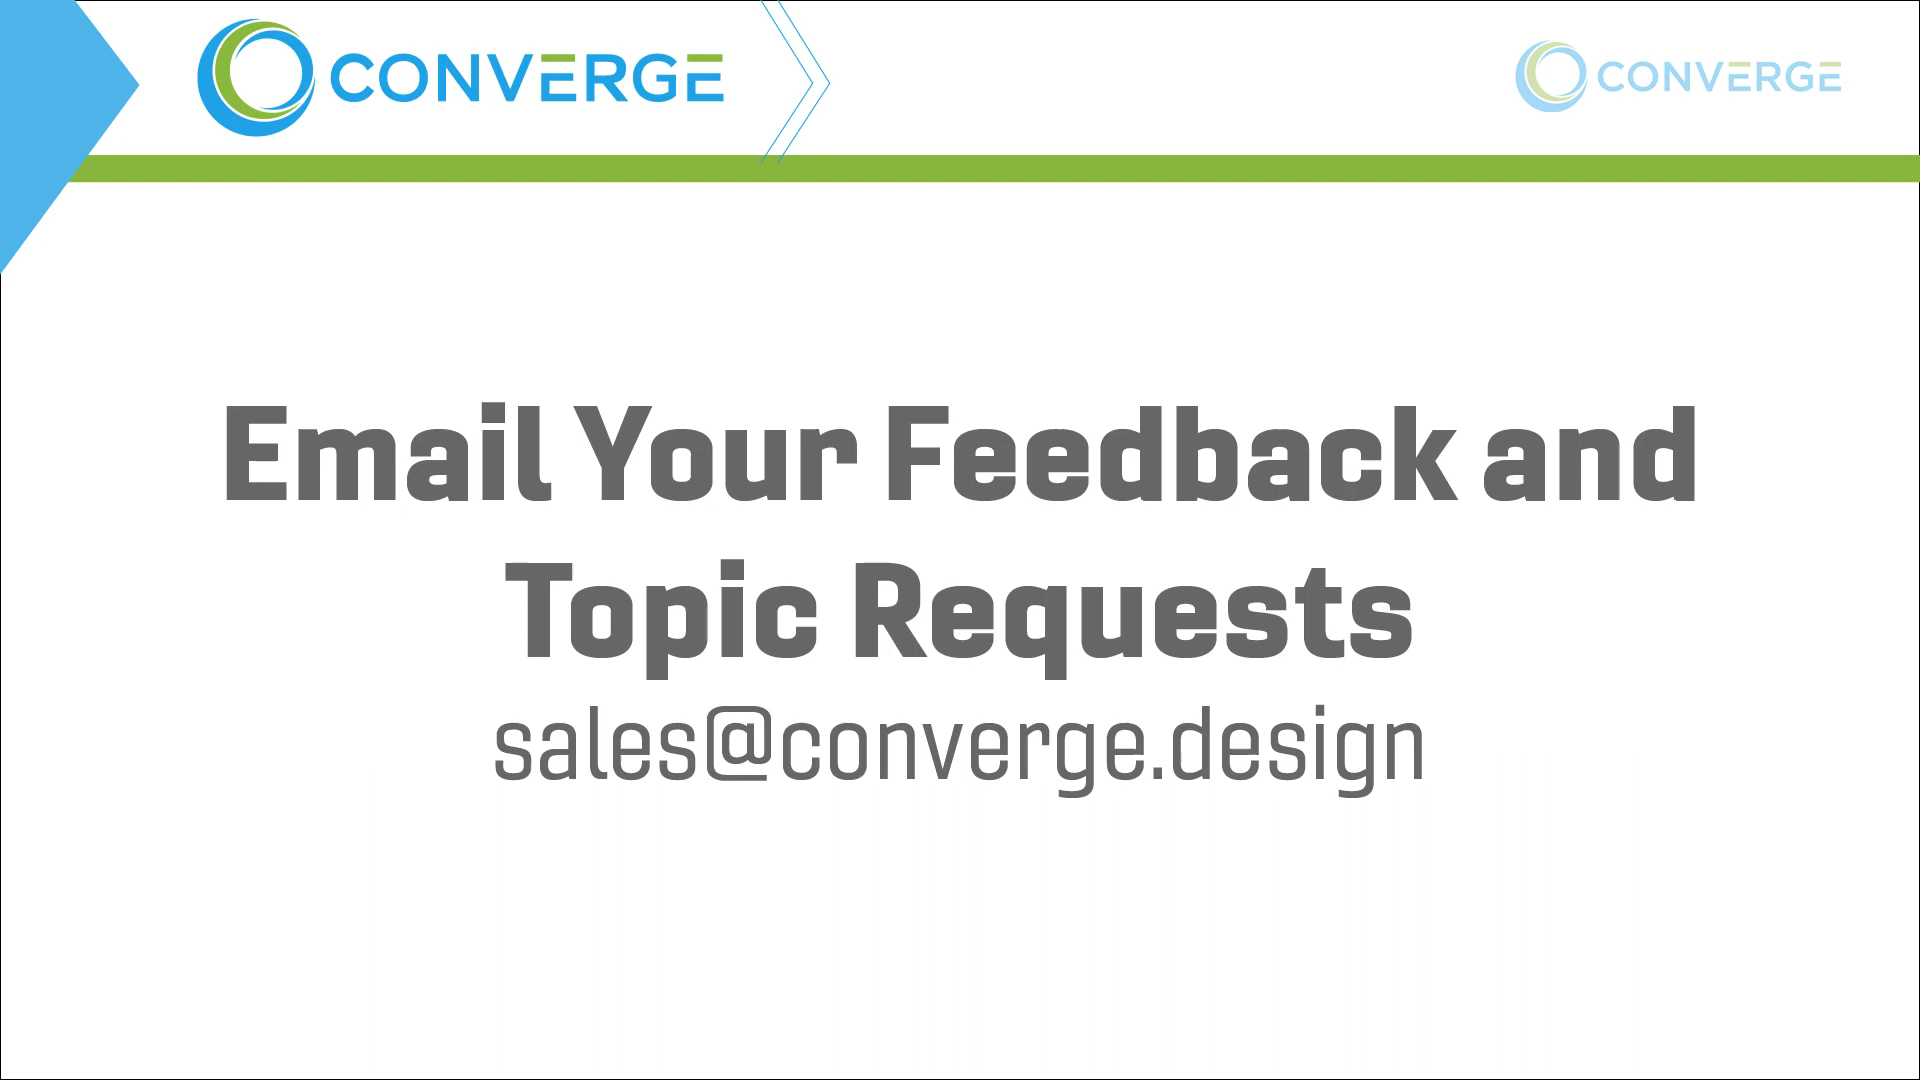 CONVERGE
CONVERGE
Email Your Feedback and
Topic Requests
sales@converge.design